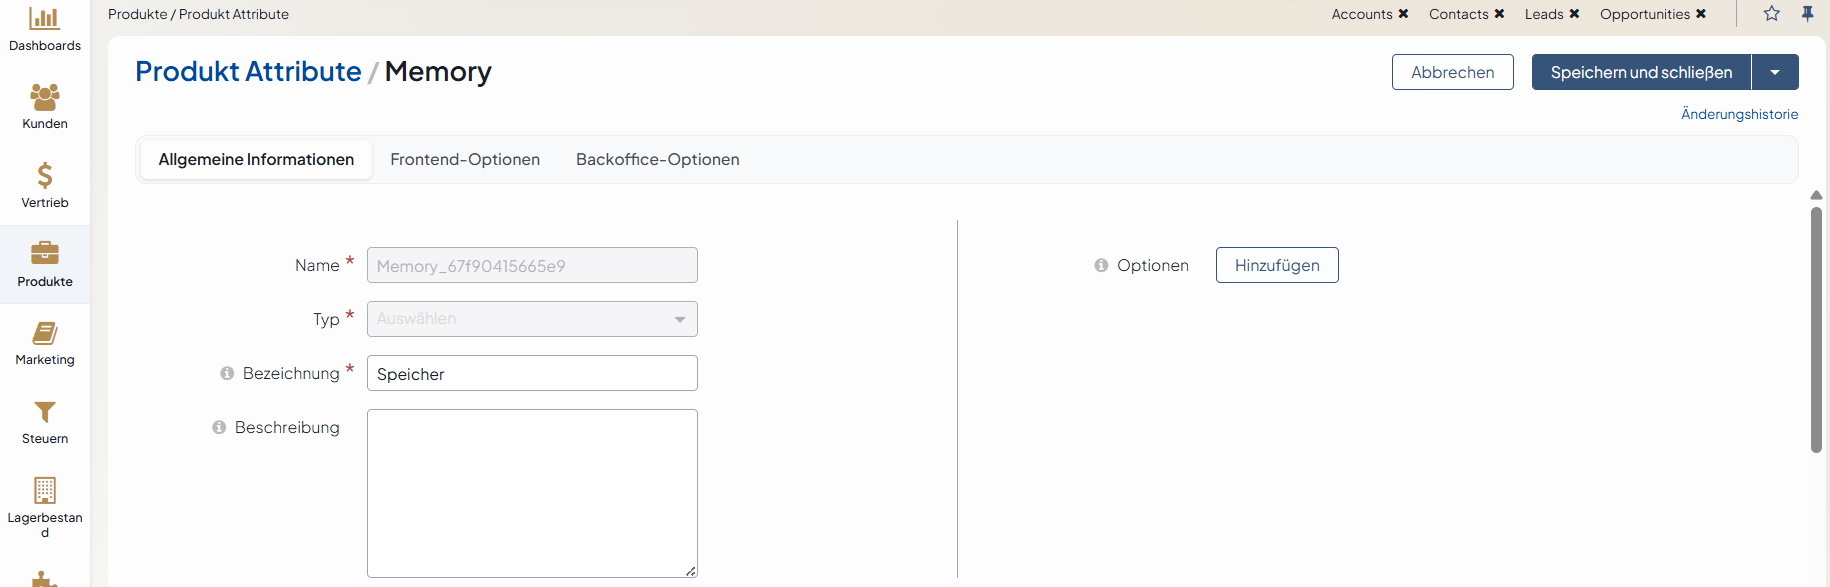 Produkte / Produkt Attribute
Accounts ✖ Contacts ✖ Leads ✖ Opportunities ✖
Dashboards
Kunden
Vertrieb
Produkte
Marketing
Steuern
Lagerbestan
d
Produkt Attribute / Memory
Abbrechen
Speichern und schließen
Änderungshistorie
Allgemeine Informationen
Frontend-Optionen
Backoffice-Optionen
Name * Memory_67f90415665e9
Typ * Auswählen
Bezeichnung * Speicher
Beschreibung
Optionen Hinzufügen